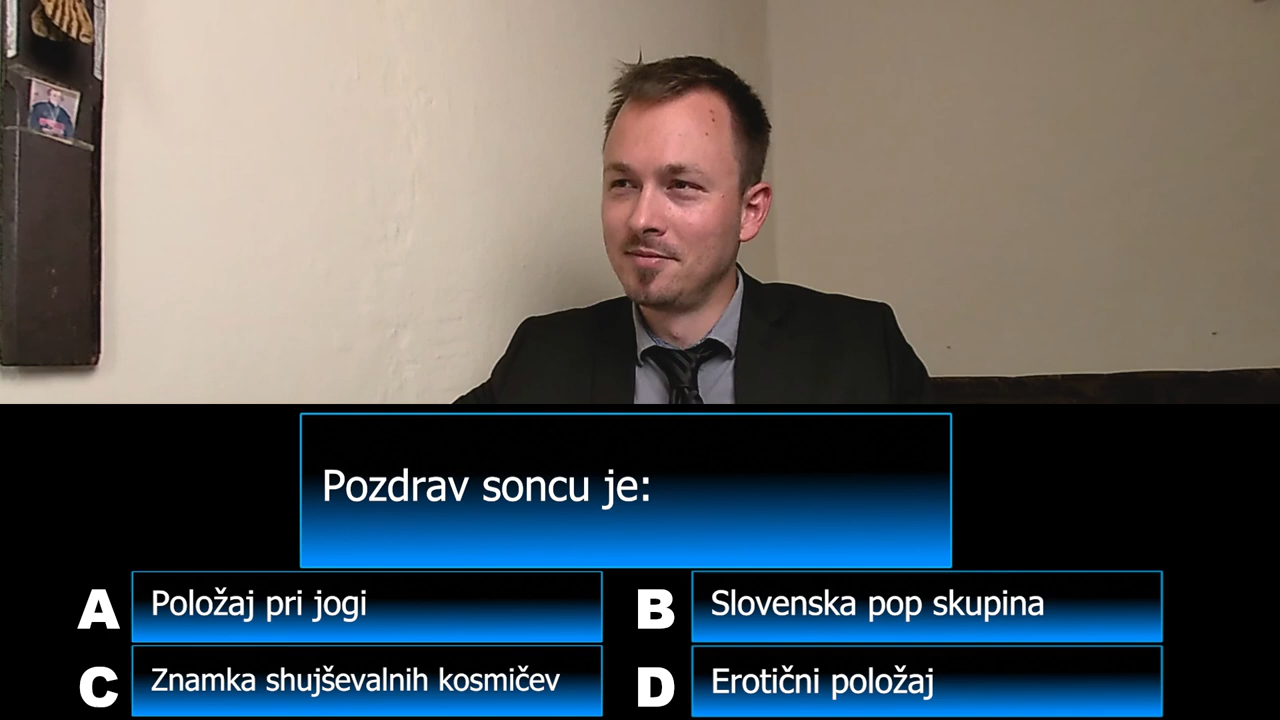 Pozdrav soncu je:
A Položaj pri jogi
B Slovenska pop skupina
C Znamka shujševalnih kosmičev
D Erotični položaj